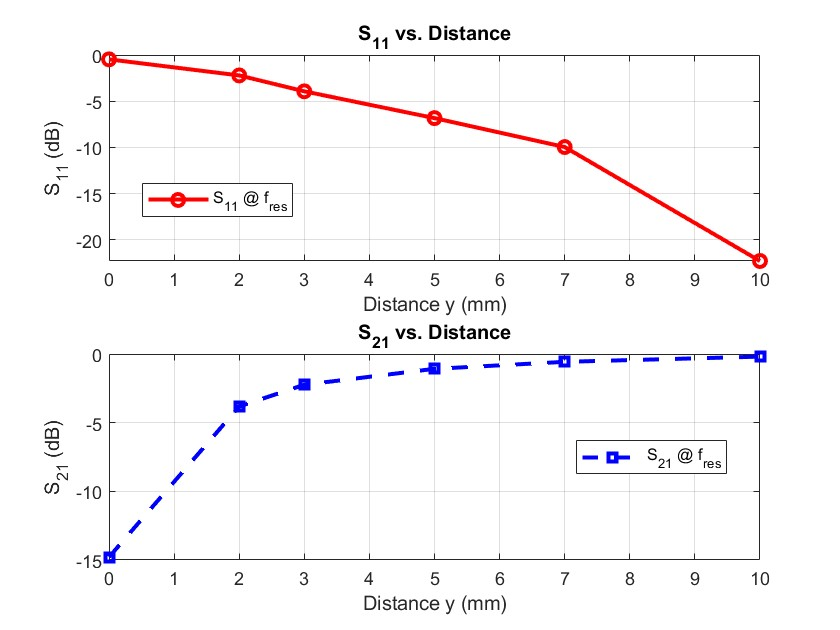 S11 vs. Distance
0
-5
-10
-15
-20
S11 (dB)
S11 @ fres
0 1 2 3 4 5 6 7 8 9 10
Distance y (mm)
S21 vs. Distance
0
-5
-10
-15
S21 (dB)
S21 @ fres
0 1 2 3 4 5 6 7 8 9 10
Distance y (mm)